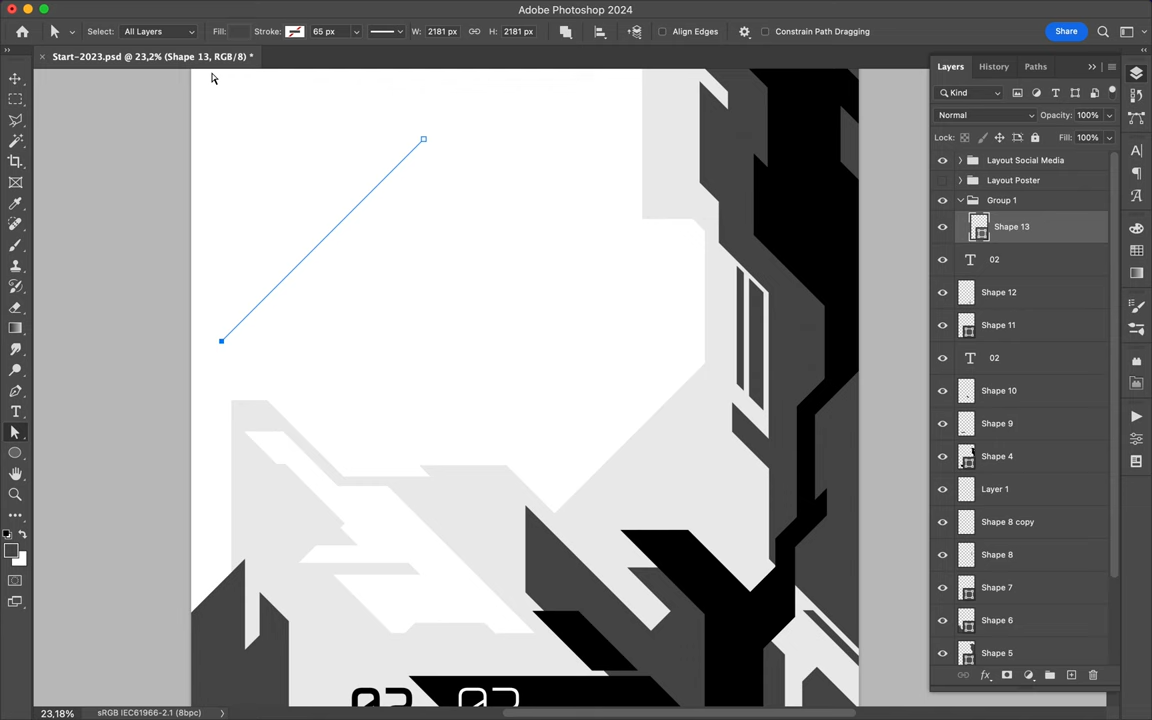 Adobe Photoshop 2024
Select: All Layers Fill: Stroke: 65 px W: 2181 px H: 2181 px Align Edges Constrain Path Dragging Share
Start-2023.psd @ 23,2% (Shape 13, RGB/8) *
Layers History Paths
Kind
Normal Opacity: 100%
Lock: Fill: 100%
Layout Social Media
Layout Poster
Group 1
Shape 13
T 02
Shape 12
Shape 11
T 02
Shape 10
Shape 9
Shape 4
Layer 1
Shape 8 copy
Shape 8
Shape 7
Shape 6
Shape 5
23,18% sRGB IEC61966-2.1 (8bpc)